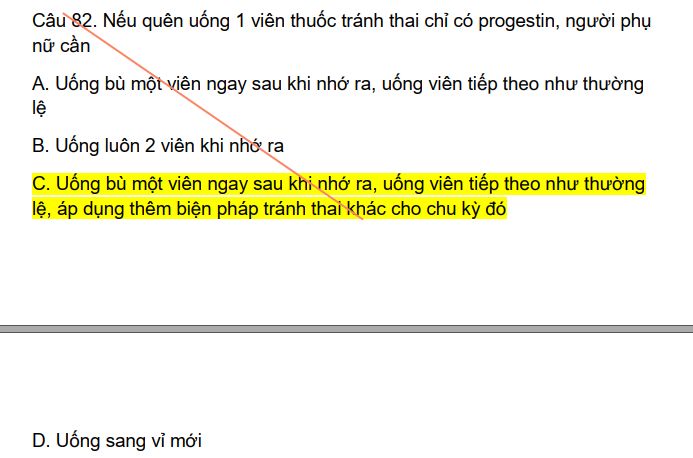 Câu 82. Nếu quên uống 1 viên thuốc tránh thai chỉ có progestin, người phụ
nữ cần
A. Uống bù một viên ngay sau khi nhớ ra, uống viên tiếp theo như thường
lệ
B. Uống luôn 2 viên khi nhớ ra
C. Uống bù một viên ngay sau khi nhớ ra, uống viên tiếp theo như thường
lệ, áp dụng thêm biện pháp tránh thai khác cho chu kỳ đó
D. Uống sang vỉ mới